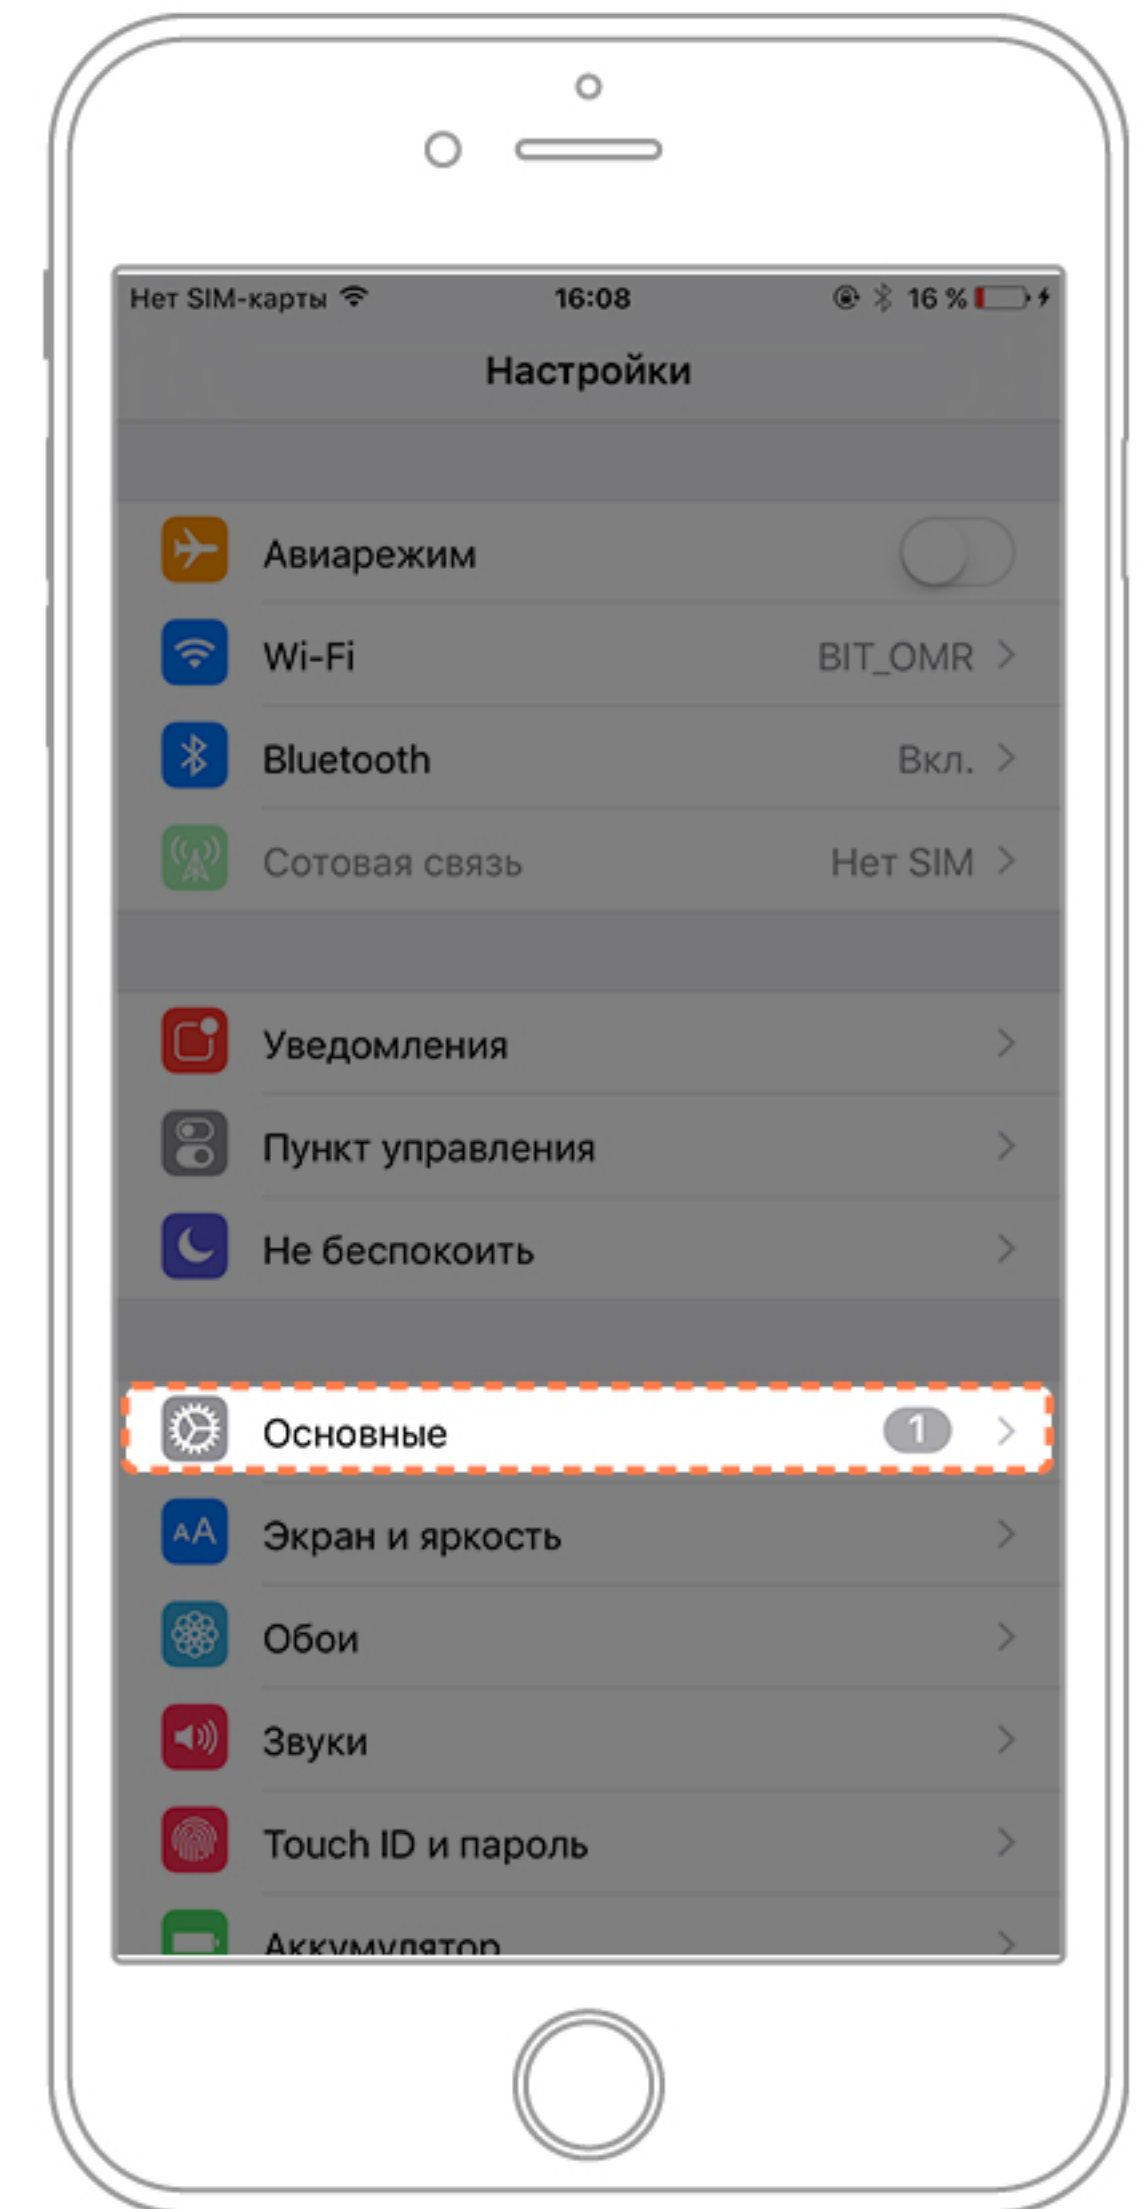 Нет SIM-карты 16:08 16 %
Настройки
Авиарежим
Wi-Fi BIT_OMR
Bluetooth Вкл.
Сотовая связь Нет SIM
Уведомления
Пункт управления
Не беспокоить
Основные 1
AA Экран и яркость
Обои
Звуки
Touch ID и пароль
Аккумулятор